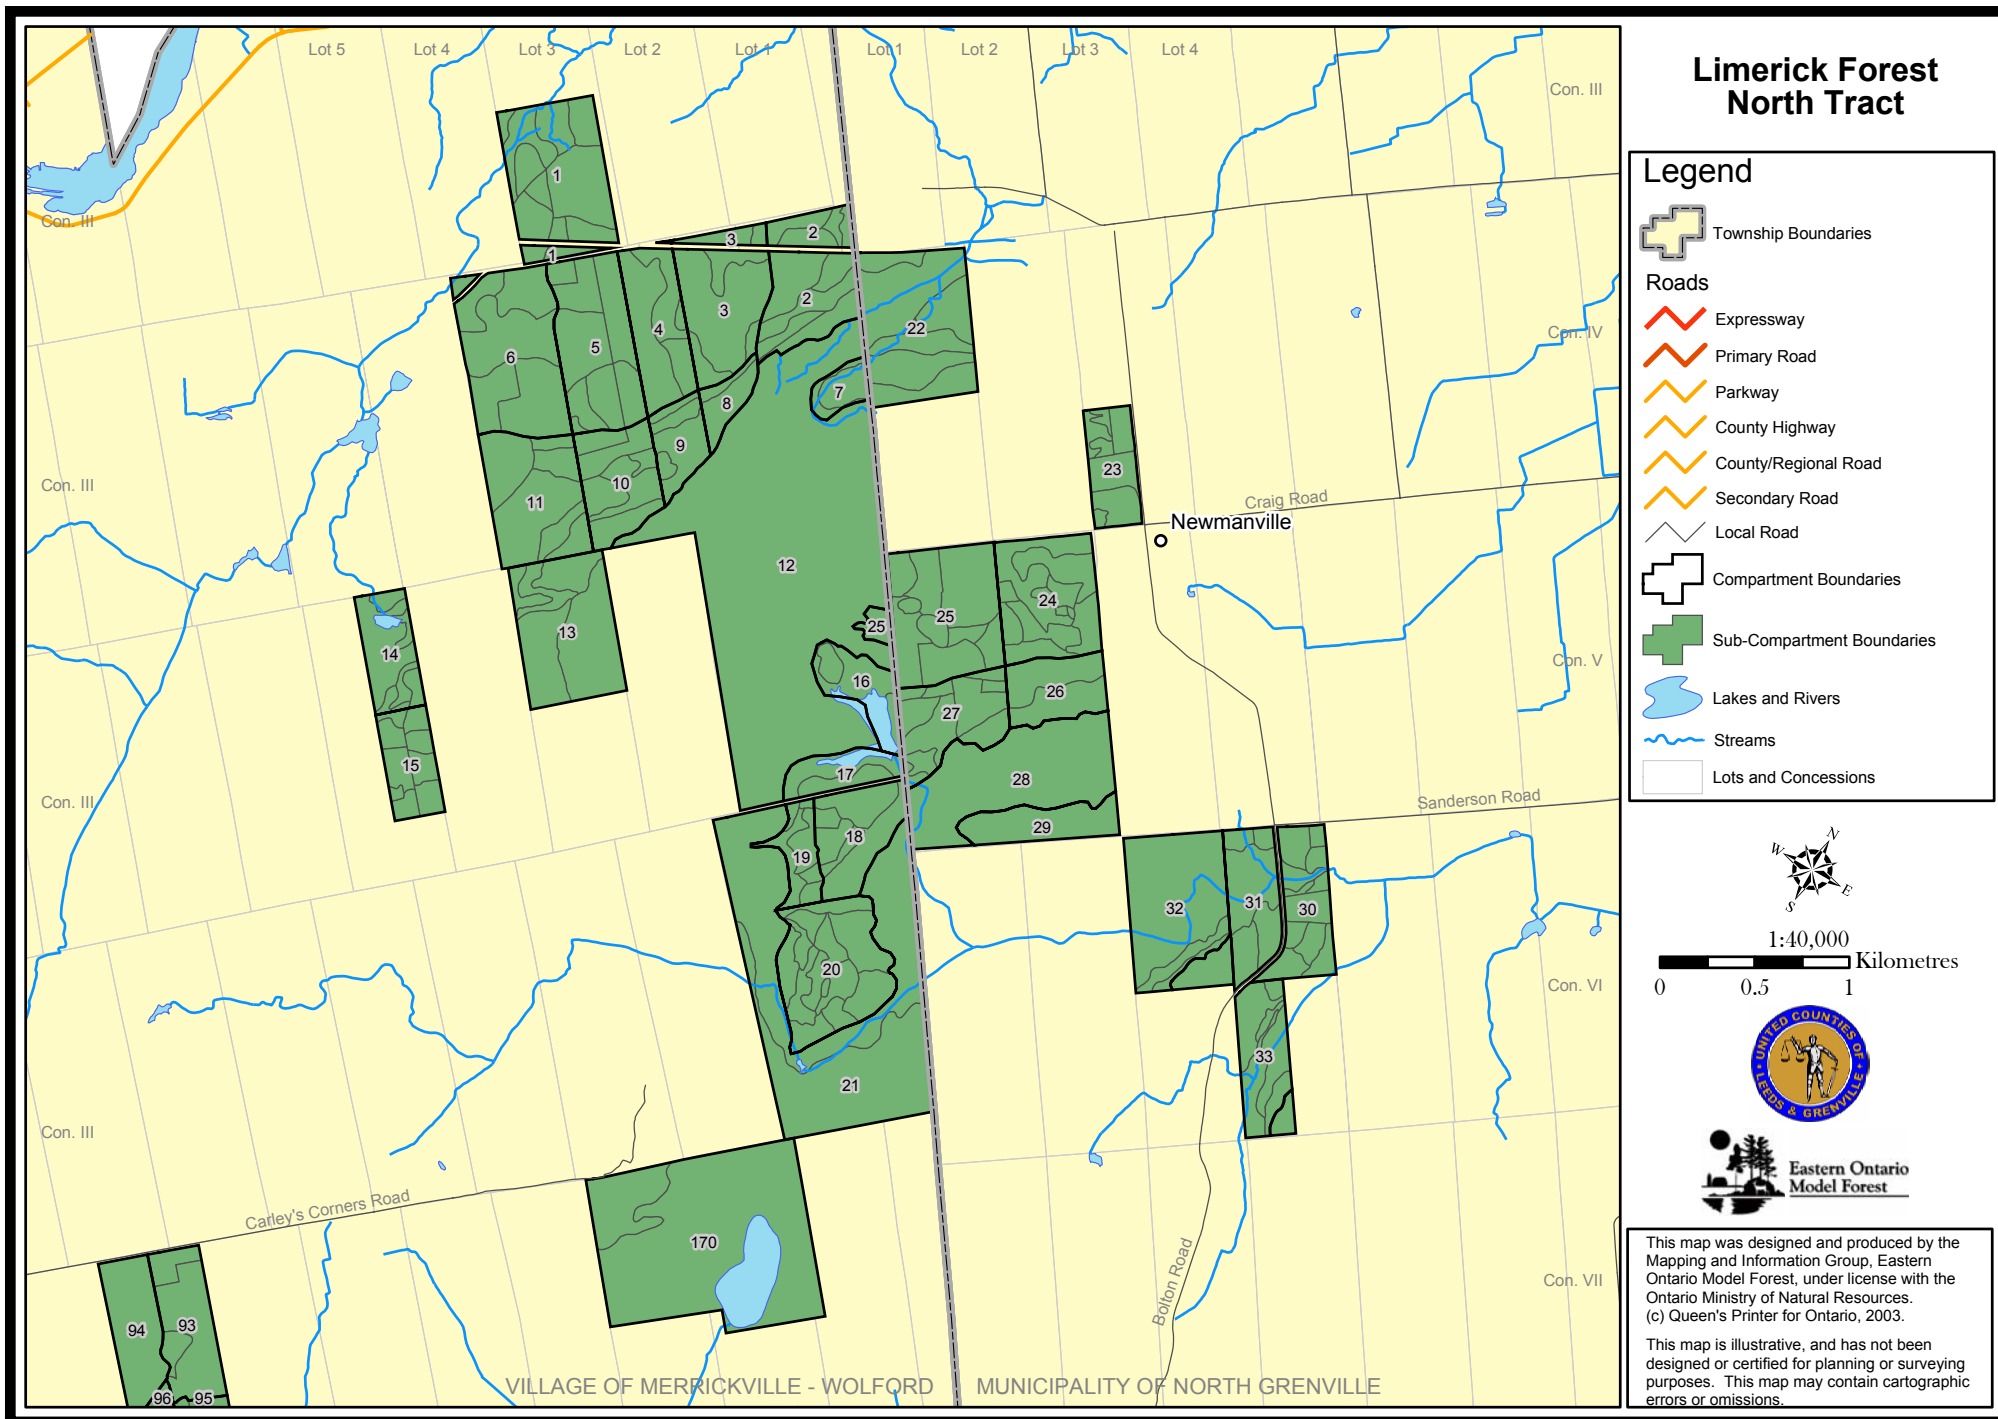 Lot 5
Lot 4
Lot 3
Lot 2
Lot 1
Lot 1
Lot 2
Lot 3
Lot 4
Con. III
Con. III
Con. IV
Con. III
Con. V
Con. III
Con. VI
Con. III
Con. VII
1
1
3
2
2
3
4
5
6
22
7
8
9
10
11
23
Craig Road
Newmanville
12
13
14
15
25
25
24
16
26
27
17
28
29
Sanderson Road
18
19
20
21
32
31
30
33
Carley's Corners Road
170
Bolton Road
94
93
96
95
VILLAGE OF MERRICKVILLE - WOLFORD
MUNICIPALITY OF NORTH GRENVILLE
Limerick Forest
North Tract
Legend
Township Boundaries
Roads
Expressway
Primary Road
Parkway
County Highway
County/Regional Road
Secondary Road
Local Road
Compartment Boundaries
Sub-Compartment Boundaries
Lakes and Rivers
Streams
Lots and Concessions
N
W
E
S
1:40,000
Kilometres
0 0.5 1
UNITED COUNTIES OF
LEEDS & GRENVILLE
Eastern Ontario
Model Forest
This map was designed and produced by the
Mapping and Information Group, Eastern
Ontario Model Forest, under license with the
Ontario Ministry of Natural Resources.
(c) Queen's Printer for Ontario, 2003.
This map is illustrative, and has not been
designed or certified for planning or surveying
purposes. This map may contain cartographic
errors or omissions.